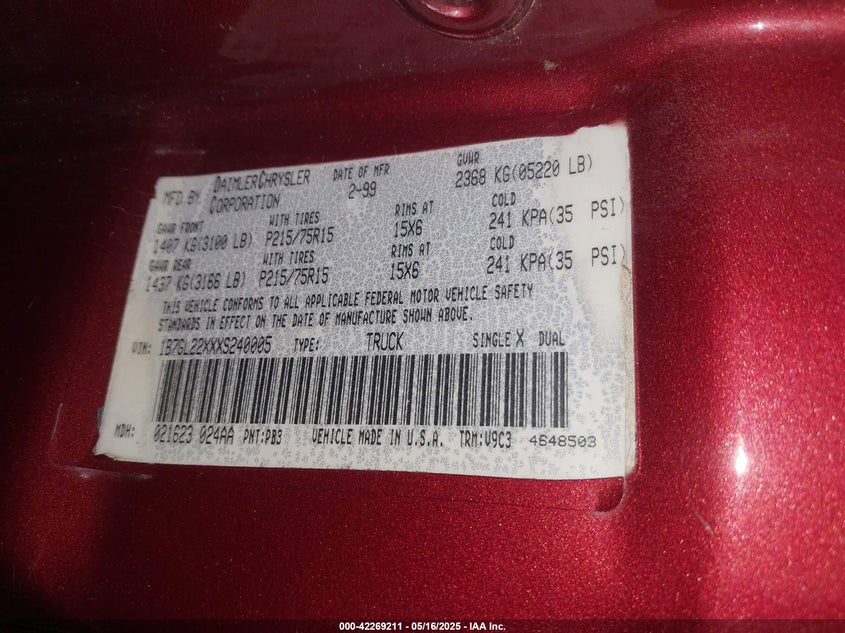 MFD BY DAIMLERCHRYSLER CORPORATION DATE OF MFR 2-99 GVWR 2368 KG(05220 LB)
GAWR FRONT WITH TIRES RIMS AT COLD
1407 KG(3100 LB) P215/75R15 15X6 241 KPA(35 PSI)
GAWR REAR WITH TIRES RIMS AT COLD
1437 KG(3166 LB) P215/75R15 15X6 241 KPA(35 PSI)
THIS VEHICLE CONFORMS TO ALL APPLICABLE FEDERAL MOTOR VEHICLE SAFETY
STANDARDS IN EFFECT ON THE DATE OF MANUFACTURE SHOWN ABOVE.
VIN: 1B7GL22XXXS240005 TYPE: TRUCK SINGLE X DUAL
MDH: 021623 024AA PNT:PB3 VEHICLE MADE IN U.S.A. TRM:V9C3 4648503
000-42269211 - 05/16/2025 - IAA Inc.